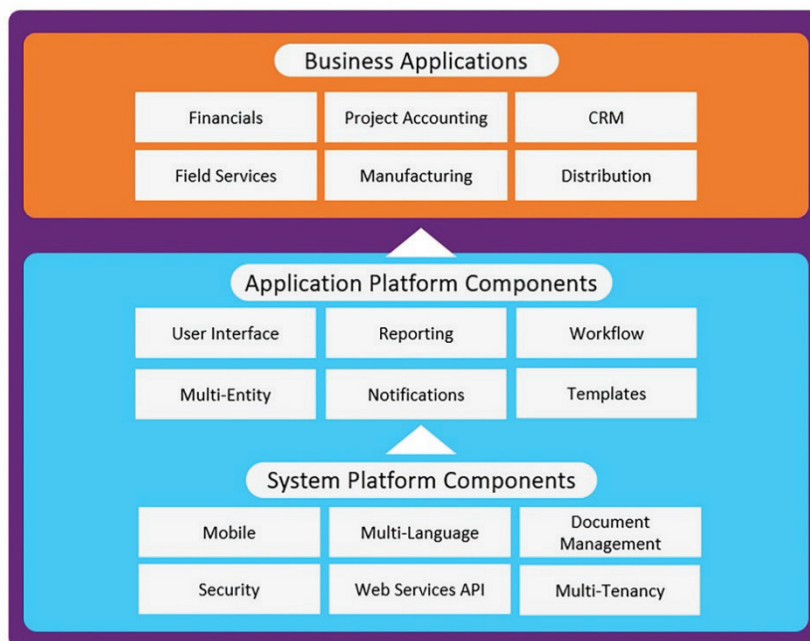 Business Applications
Financials
Project Accounting
CRM
Field Services
Manufacturing
Distribution
Application Platform Components
User Interface
Reporting
Workflow
Multi-Entity
Notifications
Templates
System Platform Components
Mobile
Multi-Language
Document
Management
Security
Web Services API
Multi-Tenancy